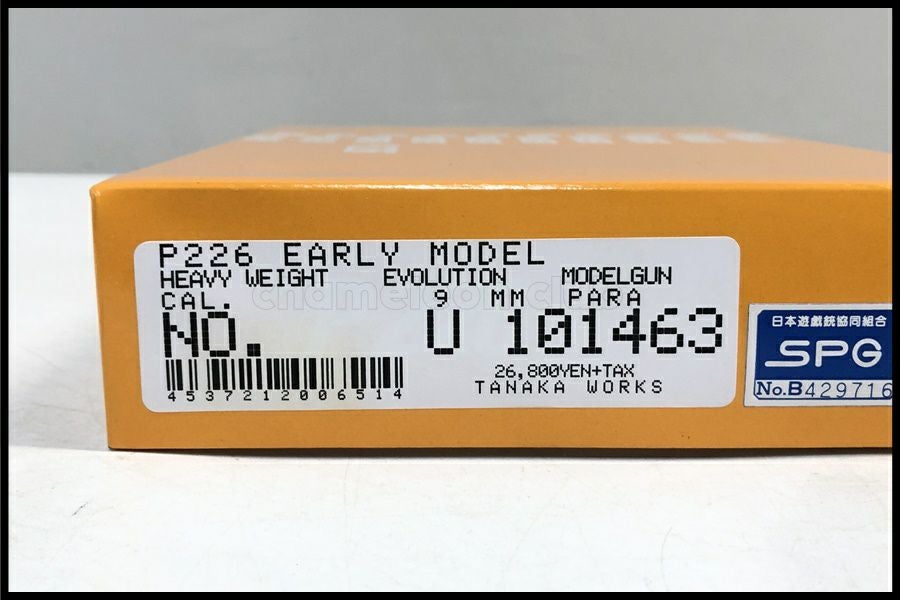 P226 EARLY MODEL
HEAVY WEIGHT EVOLUTION MODELGUN
CAL. 9 MM PARA
NO. U 101463
4537212006514
26,800YEN+TAX
TANAKA WORKS
日本遊戯銃協同組合
SPG
No.B429716